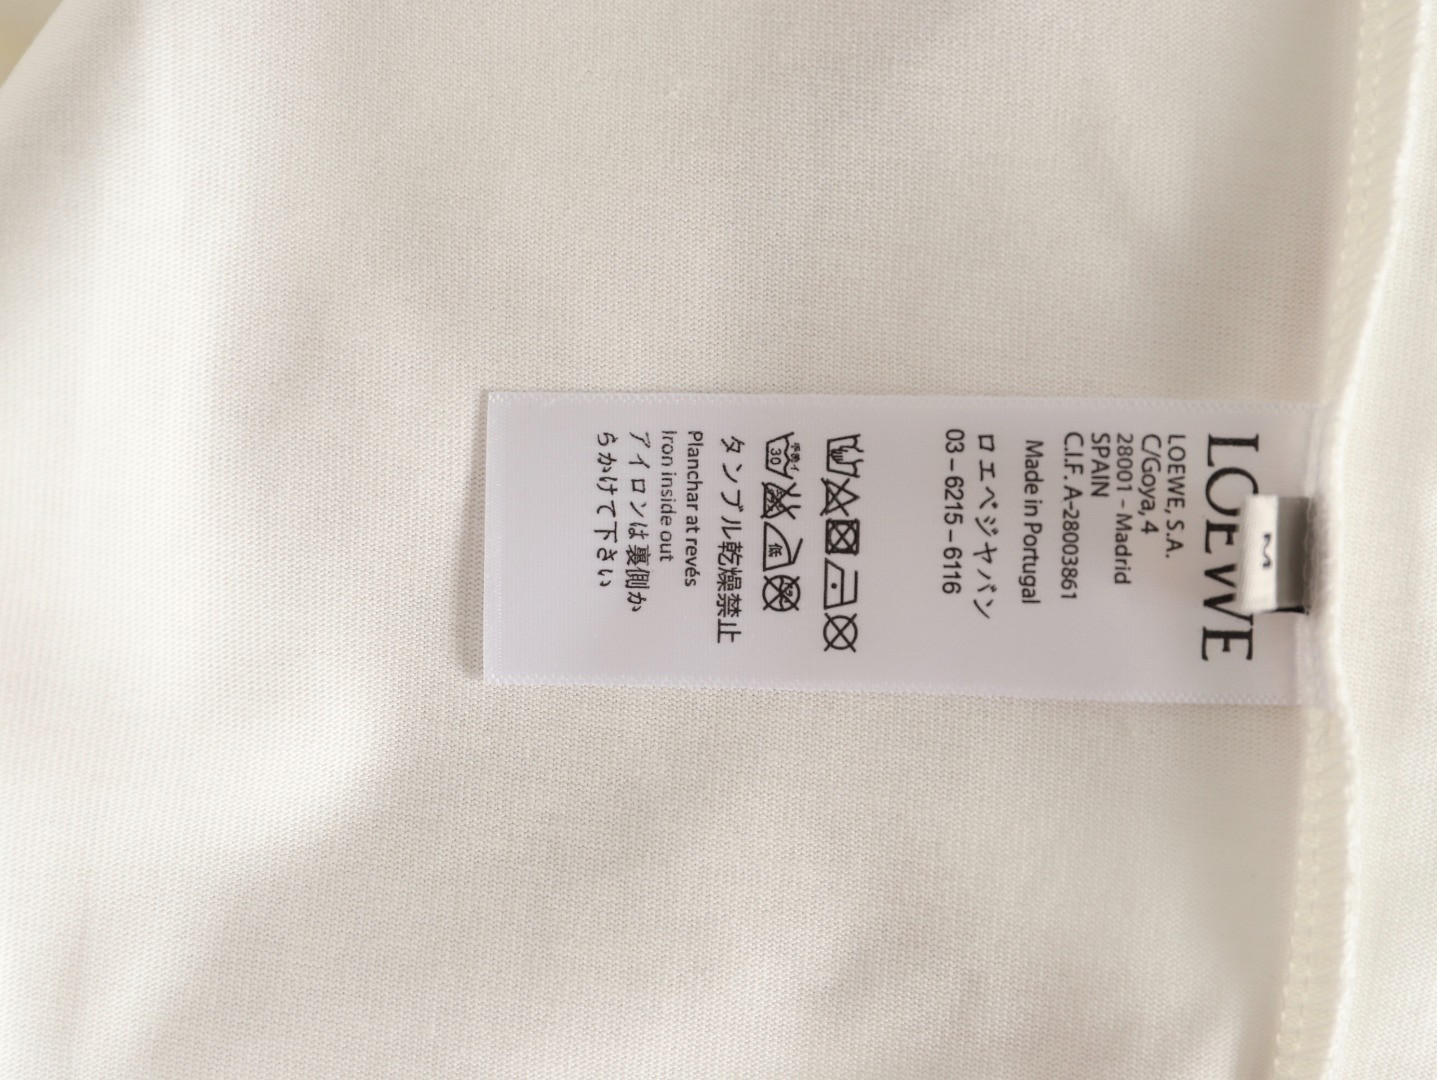 LOEWE
M
LOEWE, S.A.
C/Goya, 4
28001 - Madrid
SPAIN
C.I.F. A-28003861
Made in Portugal
ロエベジャパン
03-6215-6116
手洗イ
30
低
タンブル乾燥禁止
Planchar at revés
Iron inside out
アイロンは裏側か
らかけて下さい